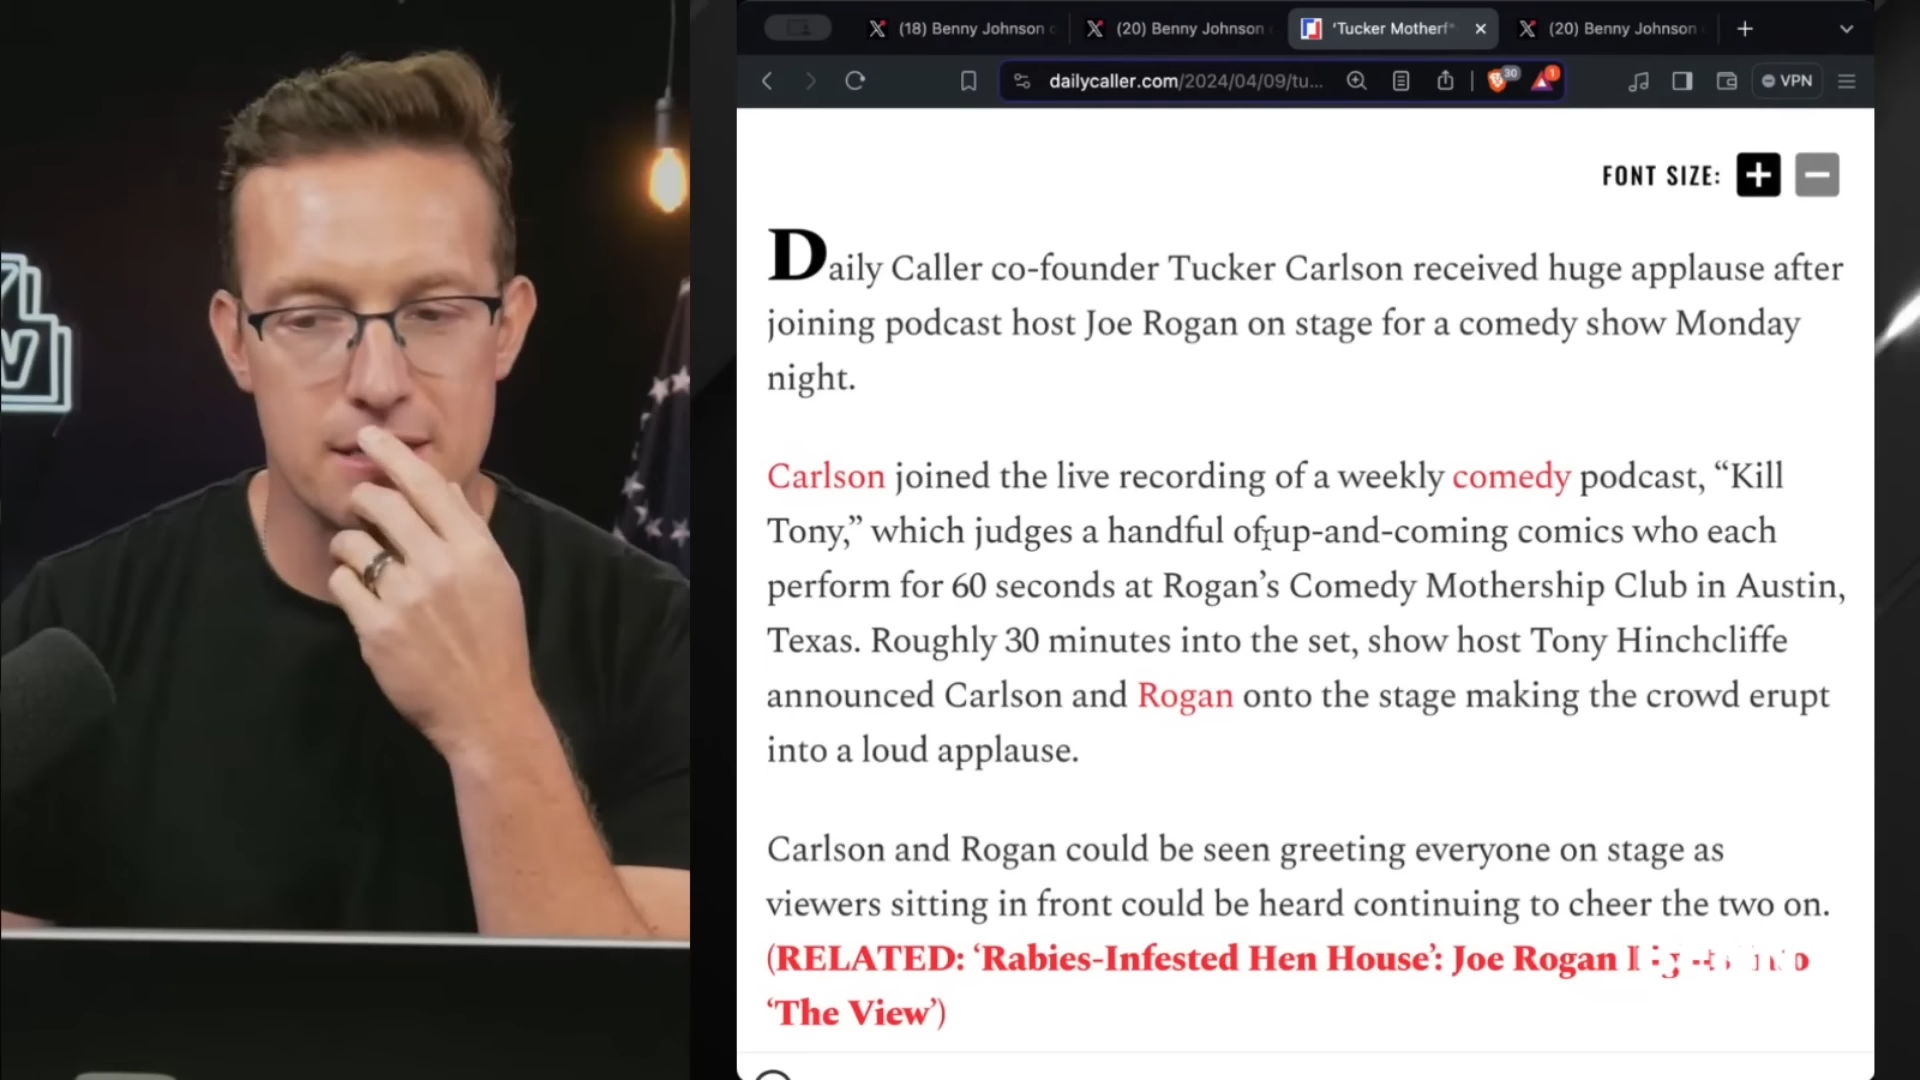 (18) Benny Johnson
(20) Benny Johnson
'Tucker Motherf*
(20) Benny Johnson
dailycaller.com/2024/04/09/tu...
30
1
VPN
FONT SIZE:
Daily Caller co-founder Tucker Carlson received huge applause after
joining podcast host Joe Rogan on stage for a comedy show Monday
night.
Carlson joined the live recording of a weekly comedy podcast, “Kill
Tony,” which judges a handful of up-and-coming comics who each
perform for 60 seconds at Rogan’s Comedy Mothership Club in Austin,
Texas. Roughly 30 minutes into the set, show host Tony Hinchcliffe
announced Carlson and Rogan onto the stage making the crowd erupt
into a loud applause.
Carlson and Rogan could be seen greeting everyone on stage as
viewers sitting in front could be heard continuing to cheer the two on.
(RELATED: ‘Rabies-Infested Hen House’: Joe Rogan
‘The View’)